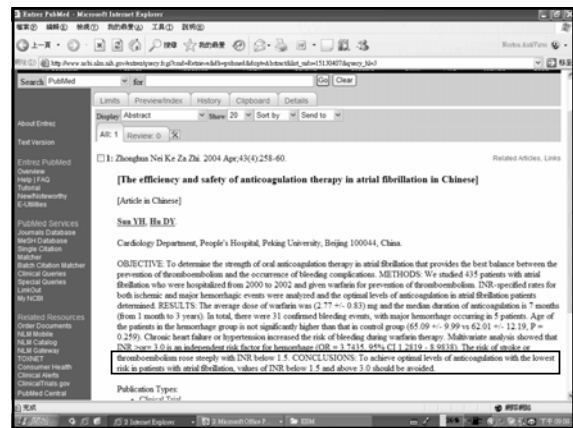 Entrez PubMed - Microsoft Internet Explorer
Search PubMed for Go Clear
Limits Preview/Index History Clipboard Details
Display Abstract Show 20 Sort by Send to
All: 1 Review: 0
About Entrez
Text Version
Entrez PubMed
Overview
Help | FAQ
Tutorial
New/Noteworthy
E-Utilities
PubMed Services
Journals Database
MeSH Database
Single Citation
Matcher
Batch Citation Matcher
Clinical Queries
Special Queries
LinkOut
My NCBI
Related Resources
Order Documents
NLM Mobile
NLM Catalog
NLM Gateway
TOXNET
Consumer Health
Clinical Alerts
ClinicalTrials.gov
PubMed Central
1: Zhonghua Nei Ke Za Zhi. 2004 Apr;43(4):258-60.
Related Articles, Links
[The efficiency and safety of anticoagulation therapy in atrial fibrillation in Chinese]
[Article in Chinese]
Sun YH, Hu DY.
Cardiology Department, People's Hospital, Peking University, Beijing 100044, China.
OBJECTIVE: To determine the strength of oral anticoagulation therapy in atrial fibrillation that provides the best balance between the
prevention of thromboembolism and the occurrence of bleeding complications. METHODS: We studied 435 patients with atrial
fibrillation who were hospitalized from 2000 to 2002 and given warfarin for prevention of thromboembolism. INR-specified rates for
both ischemic and major hemorrhagic events were analyzed and the optimal levels of anticoagulation in atrial fibrillation patients
determined. RESULTS: The average dose of warfarin was (2.77 +/- 0.83) mg and the median duration of anticoagulation is 7 months
(from 1 month to 3 years). In total, there were 31 confirmed bleeding events, with major hemorrhage occurring in 5 patients. Age of
the patients in the hemorrhage group is not significantly higher than that in control group (65.09 +/- 9.99 vs 62.01 +/- 12.19, P =
0.259). Chronic heart failure or hypertension increased the risk of bleeding during warfarin therapy. Multivariate analysis showed that
INR >or= 3.0 is an independent risk factor for hemorrhage (OR = 3.7435, 95% CI 1.2819 - 8.9838). The risk of stroke or
thromboembolism rose steeply with INR below 1.5. CONCLUSIONS: To achieve optimal levels of anticoagulation with the lowest
risk in patients with atrial fibrillation, values of INR below 1.5 and above 3.0 should be avoided.
Publication Types:
Clinical Trial